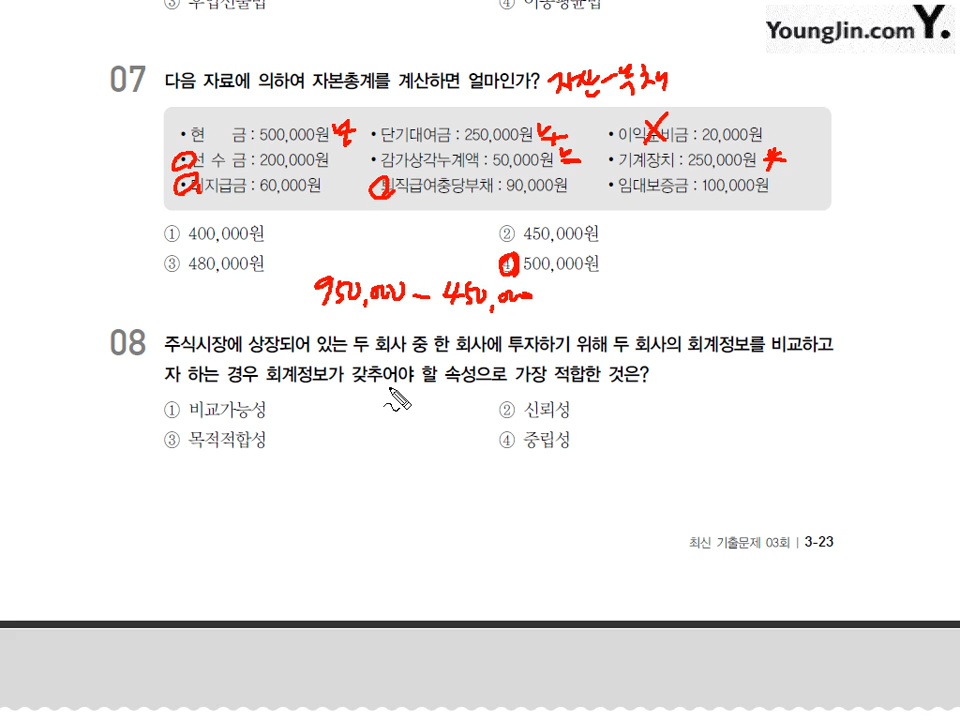 ③ 후입선출법 ④ 이동평균법
YoungJin.com Y.
07 다음 자료에 의하여 자본총계를 계산하면 얼마인가? 자산-부채
• 현 금 : 500,000원 • 단기대여금 : 250,000원 • 이익준비금 : 20,000원
• 선 수 금 : 200,000원 • 감가상각누계액 : 50,000원 • 기계장치 : 250,000원
• 미지급금 : 60,000원 퇴직급여충당부채 : 90,000원 • 임대보증금 : 100,000원
① 400,000원 ② 450,000원
③ 480,000원 ④ 500,000원
950,000 - 450,000
08 주식시장에 상장되어 있는 두 회사 중 한 회사에 투자하기 위해 두 회사의 회계정보를 비교하고
자 하는 경우 회계정보가 갖추어야 할 속성으로 가장 적합한 것은?
① 비교가능성 ② 신뢰성
③ 목적적합성 ④ 중립성
최신 기출문제 03회 | 3-23